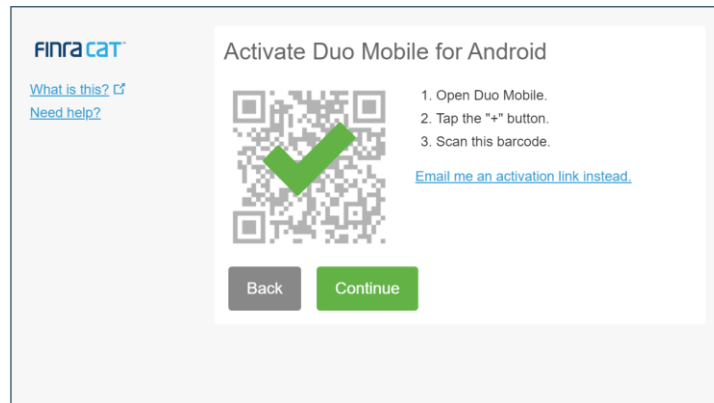 FINRA CAT
What is this?
Need help?
Activate Duo Mobile for Android
1. Open Duo Mobile.
2. Tap the "+" button.
3. Scan this barcode.
Email me an activation link instead.
Back
Continue